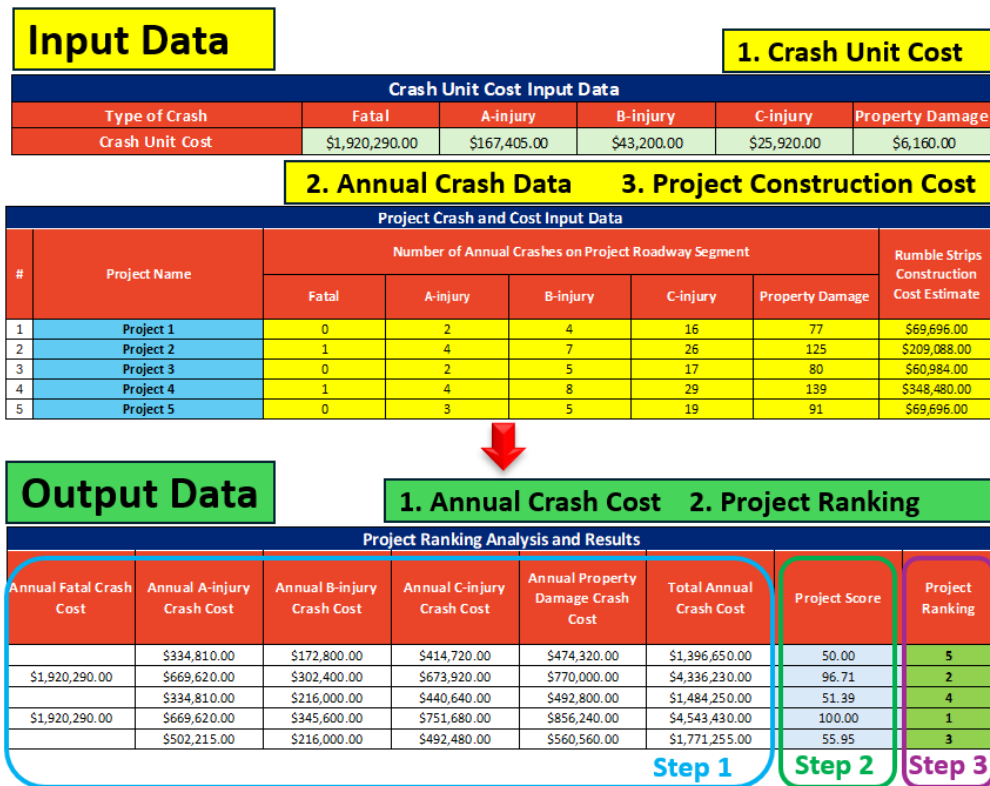 Input Data
1. Crash Unit Cost
Crash Unit Cost Input Data
Type of Crash Fatal A-injury B-injury C-injury Property Damage
Crash Unit Cost $1,920,290.00 $167,405.00 $43,200.00 $25,920.00 $6,160.00
2. Annual Crash Data 3. Project Construction Cost
Project Crash and Cost Input Data
# Project Name Number of Annual Crashes on Project Roadway Segment Rumble Strips Construction Cost Estimate
Fatal A-injury B-injury C-injury Property Damage
1 Project 1 0 2 4 16 77 $69,696.00
2 Project 2 1 4 7 26 125 $209,088.00
3 Project 3 0 2 5 17 80 $60,984.00
4 Project 4 1 4 8 29 139 $348,480.00
5 Project 5 0 3 5 19 91 $69,696.00
Output Data
1. Annual Crash Cost 2. Project Ranking
Project Ranking Analysis and Results
Annual Fatal Crash Cost Annual A-injury Crash Cost Annual B-injury Crash Cost Annual C-injury Crash Cost Annual Property Damage Crash Cost Total Annual Crash Cost Project Score Project Ranking
$334,810.00 $172,800.00 $414,720.00 $474,320.00 $1,396,650.00 50.00 5
$1,920,290.00 $669,620.00 $302,400.00 $673,920.00 $770,000.00 $4,336,230.00 96.71 2
$334,810.00 $216,000.00 $440,640.00 $492,800.00 $1,484,250.00 51.39 4
$1,920,290.00 $669,620.00 $345,600.00 $751,680.00 $856,240.00 $4,543,430.00 100.00 1
$502,215.00 $216,000.00 $492,480.00 $560,560.00 $1,771,255.00 55.95 3
Step 1 Step 2 Step 3